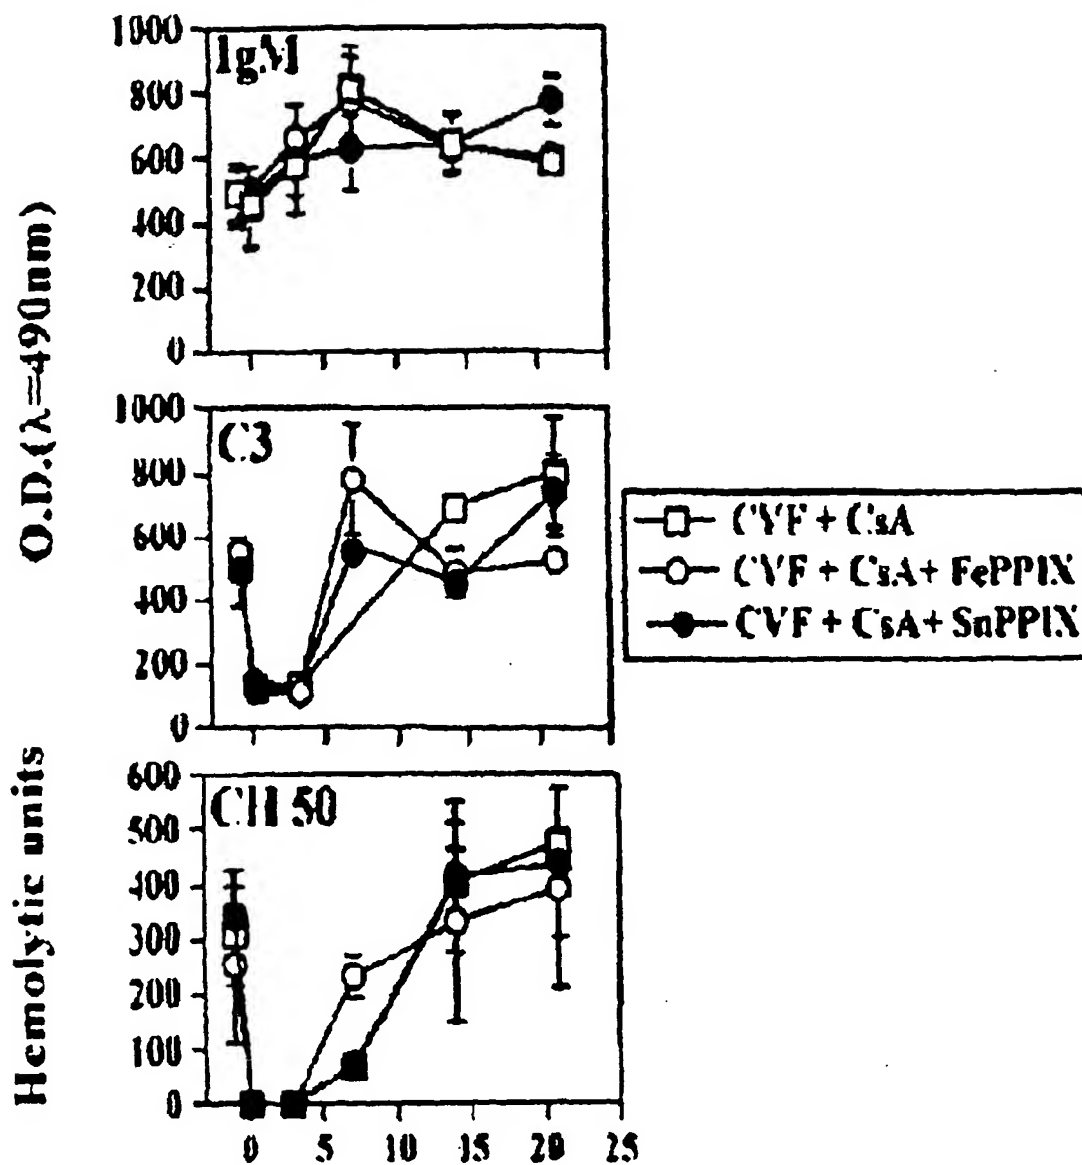 O.D.(λ=490nm)
1000
800
600
400
200
0
IgM
1000
800
600
400
200
0
C3
CVF + CsA
CVF + CsA + FePPIX
CVF + CsA + SnPPIX
Hemolytic units
600
500
400
300
200
100
0
CH 50
0 5 10 15 20 25